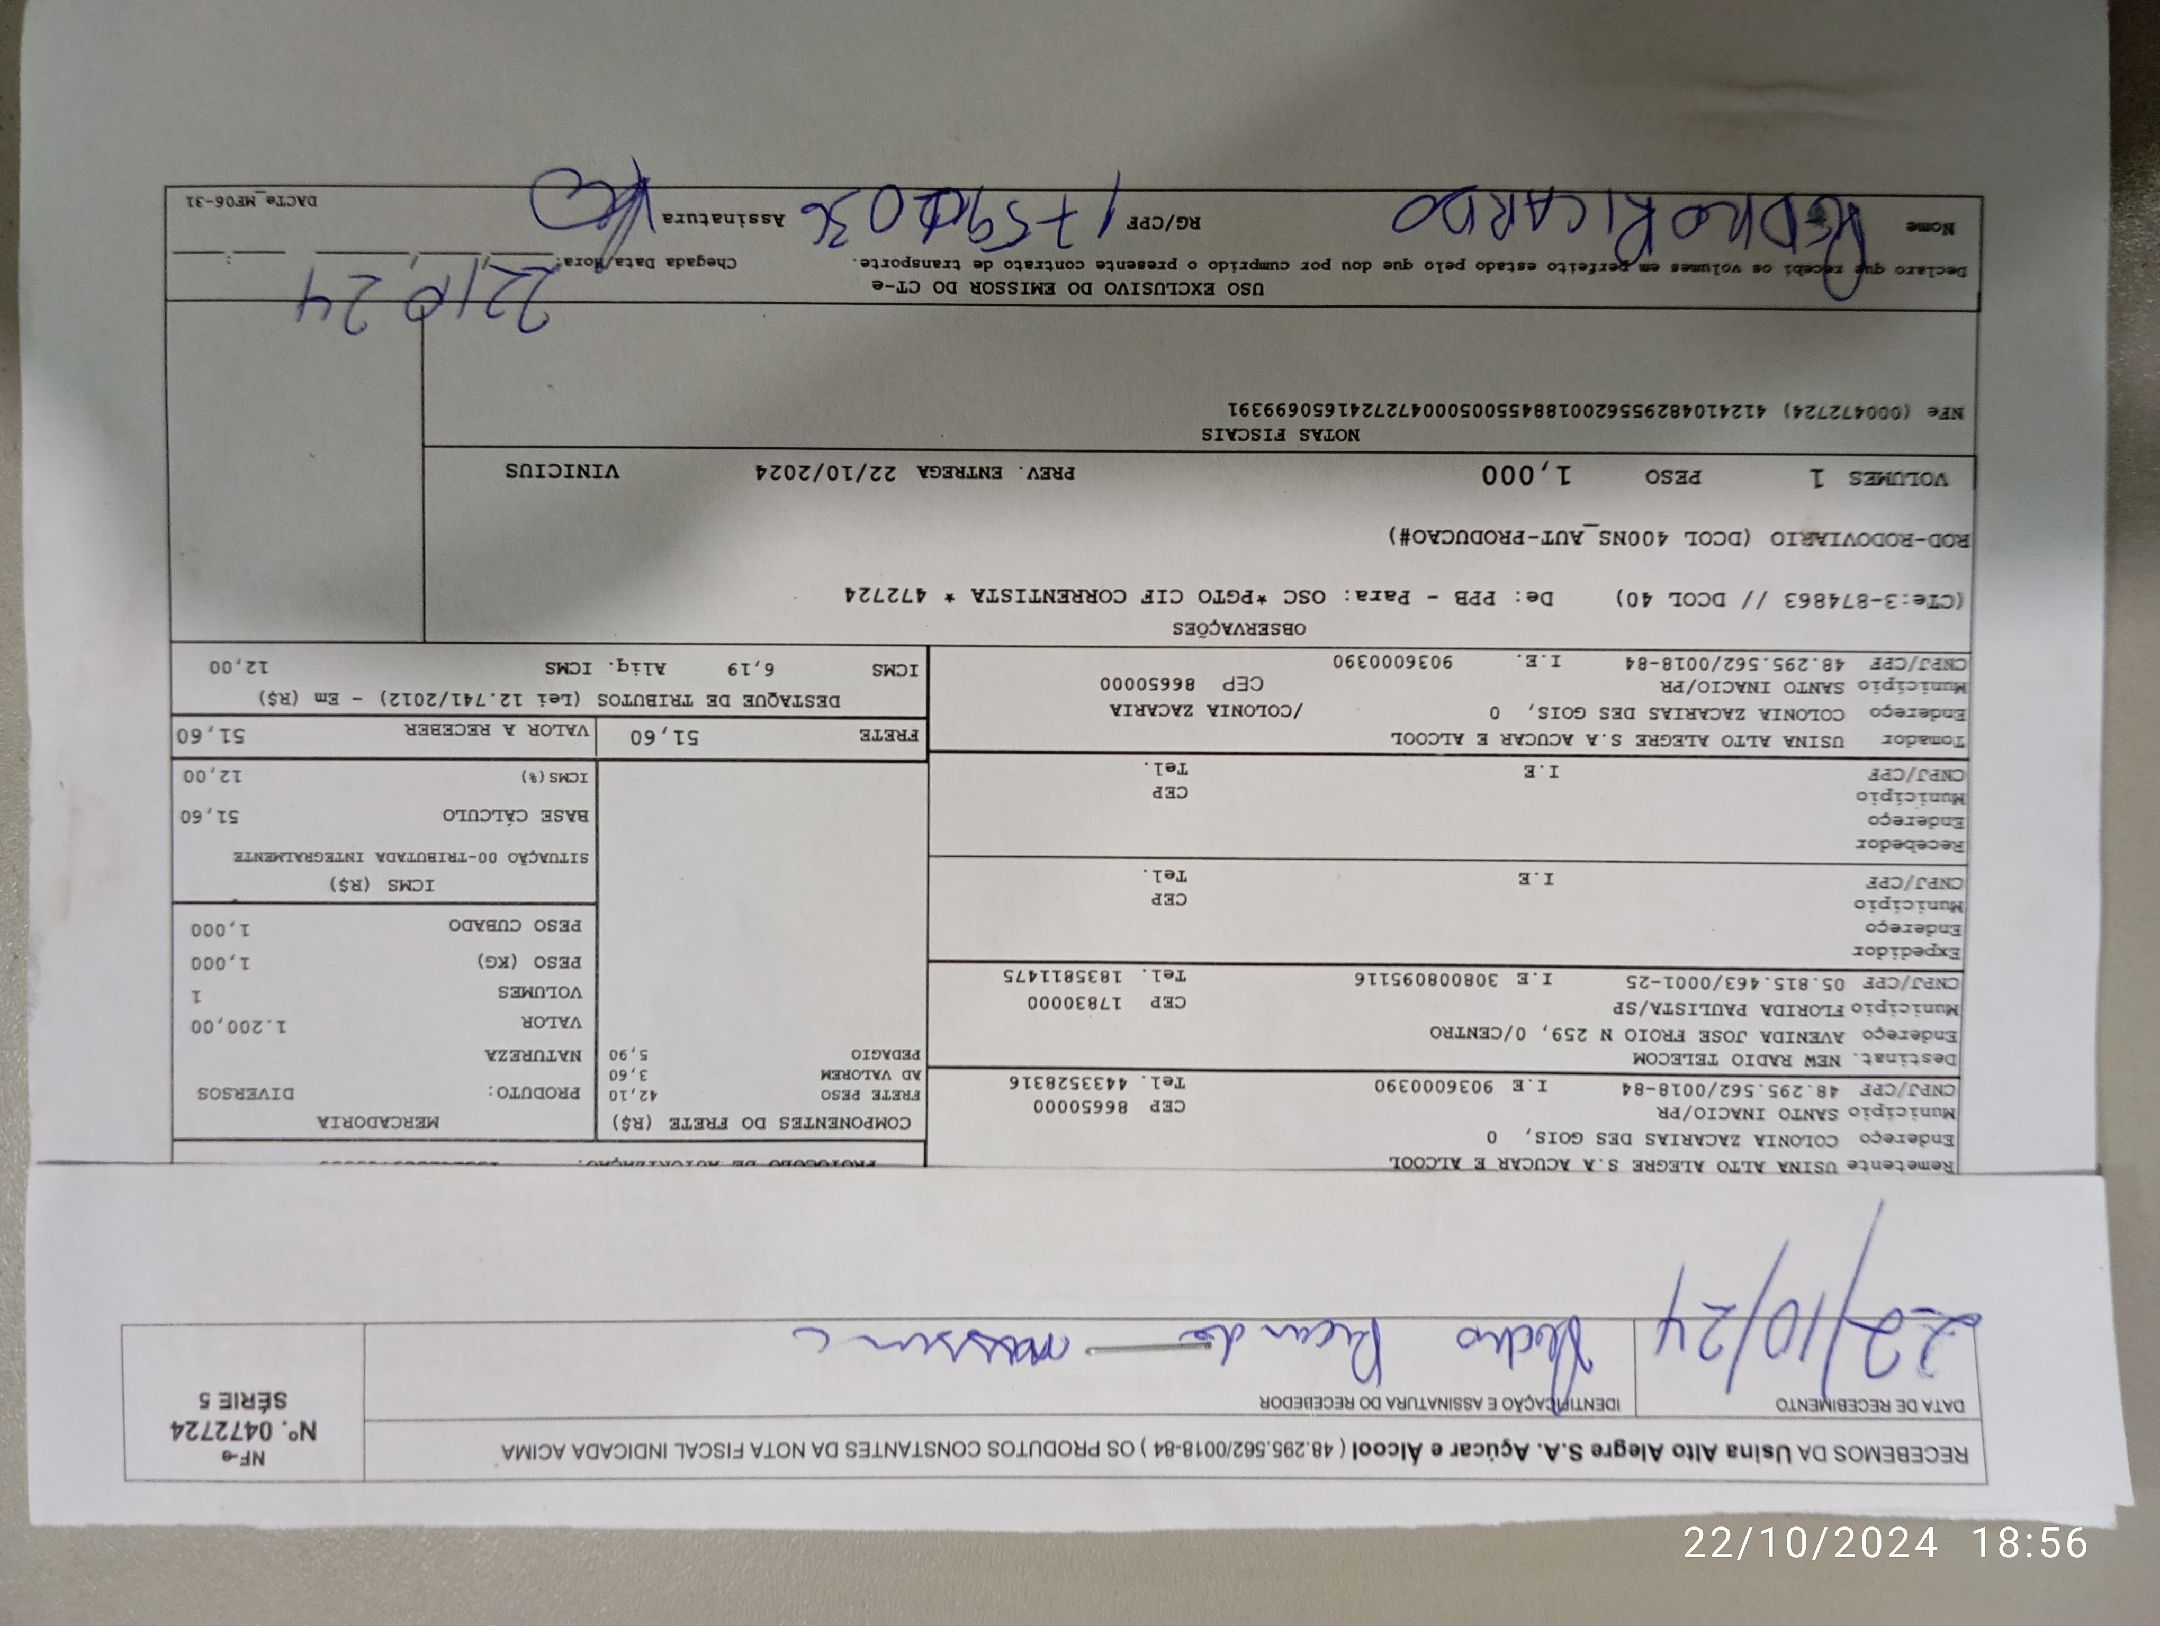 RECEBEMOS DA Usina Alto Alegre S.A. Açúcar e Álcool ( 48.295.562/0018-84 ) OS PRODUTOS CONSTANTES DA NOTA FISCAL INDICADA ACIMA
DATA DE RECEBIMENTO
22/10/24
IDENTIFICAÇÃO E ASSINATURA DO RECEBEDOR
Pedro Ricardo
NF-e
Nº. 0472724
SÉRIE 5
Remetente USINA ALTO ALEGRE S.A ACUCAR E ALCOOL
Endereço COLONIA ZACARIAS DES GOIS, 0
Município SANTO INACIO/PR CEP 86650000
CNPJ/CPF 48.295.562/0018-84 I.E 9036000390 Tel. 4433528316
Destinat. NEW RADIO TELECOM
Endereço AVENIDA JOSE FROIO N 259, 0/CENTRO
Município FLORIDA PAULISTA/SP CEP 17830000
CNPJ/CPF 05.815.463/0001-25 I.E 308008095116 Tel. 1835811475
Expedidor
Endereço
Município CEP
CNPJ/CPF I.E Tel.
Recebedor
Endereço
Município CEP
CNPJ/CPF I.E Tel.
Tomador USINA ALTO ALEGRE S.A ACUCAR E ALCOOL
Endereço COLONIA ZACARIAS DES GOIS, 0 /COLONIA ZACARIA
Município SANTO INACIO/PR CEP 86650000
CNPJ/CPF 48.295.562/0018-84 I.E. 9036000390
PROTOCOLO DE AUTORIZAÇÃO:
COMPONENTES DO FRETE (R$)
FRETE PESO 42,10
AD VALOREM 3,60
PEDAGIO 5,90
MERCADORIA
PRODUTO: DIVERSOS
NATUREZA
VALOR 1.200,00
VOLUMES 1
PESO (KG) 1,000
PESO CUBADO 1,000
ICMS (R$)
SITUAÇÃO 00-TRIBUTADA INTEGRALMENTE
BASE CÁLCULO 51,60
ICMS(%) 12,00
FRETE 51,60 VALOR A RECEBER 51,60
DESTAQUE DE TRIBUTOS (Lei 12.741/2012) - Em (R$)
ICMS 6,19 Aliq. ICMS 12,00
OBSERVAÇÕES
(CTe:3-874863 // DCOL 40) De: PPB - Para: OSC *PGTO CIF CORRENTISTA * 472724
ROD-RODOVIARIO (DCOL 400NS_AUT-PRODUCAO#)
VOLUMES 1 PESO 1,000 PREV. ENTREGA 22/10/2024 VINICIUS
NOTAS FISCAIS
NFe (000472724) 41241048295562001884550050004727241650699391
USO EXCLUSIVO DO EMISSOR DO CT-e
Declaro que recebi os volumes em perfeito estado pelo que dou por cumprido o presente contrato de transporte.
Chegada Data/Hora: 22/10 24
Nome PEDRO RICARDO RG/CPF Assinatura
DACTe_MF06-31
22/10/2024 18:56